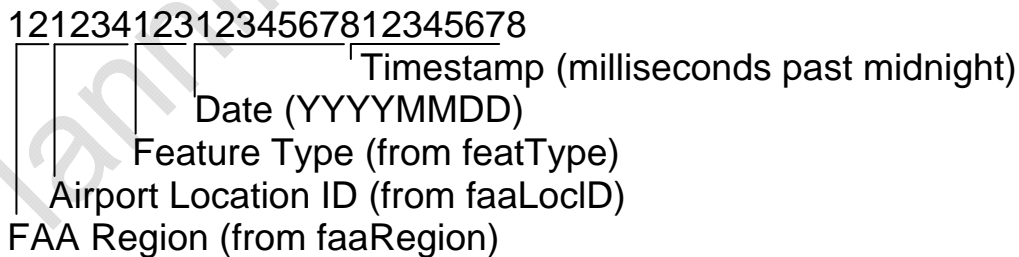 1212341231234567812345678
Timestamp (milliseconds past midnight)
Date (YYYYMMDD)
Feature Type (from featType)
Airport Location ID (from faaLocID)
FAA Region (from faaRegion)